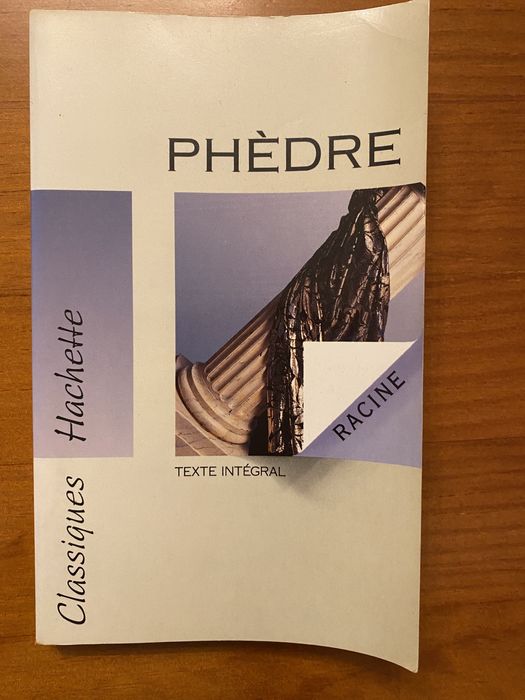 PHÈDRE
RACINE
TEXTE INTÉGRAL
Classiques Hachette